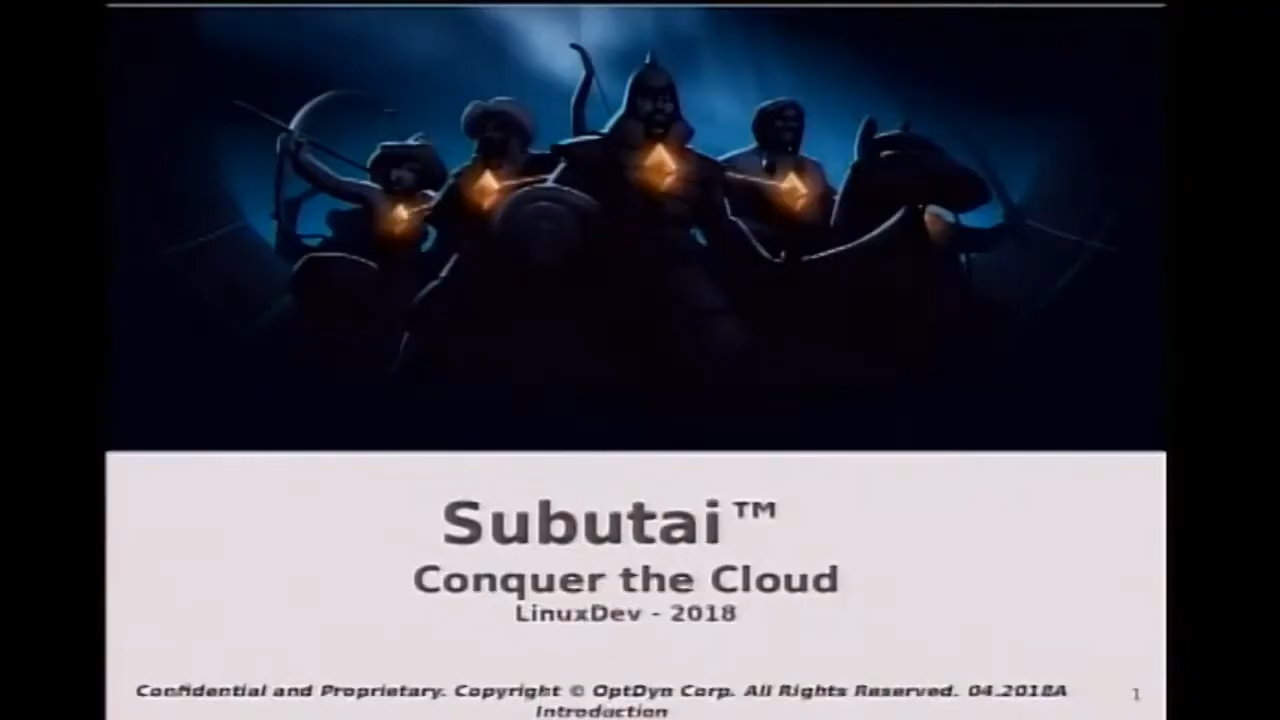 Subutai™
Conquer the Cloud
LinuxDev - 2018
Confidential and Proprietary. Copyright © OptDyn Corp. All Rights Reserved. 04.2018A
Introduction
1